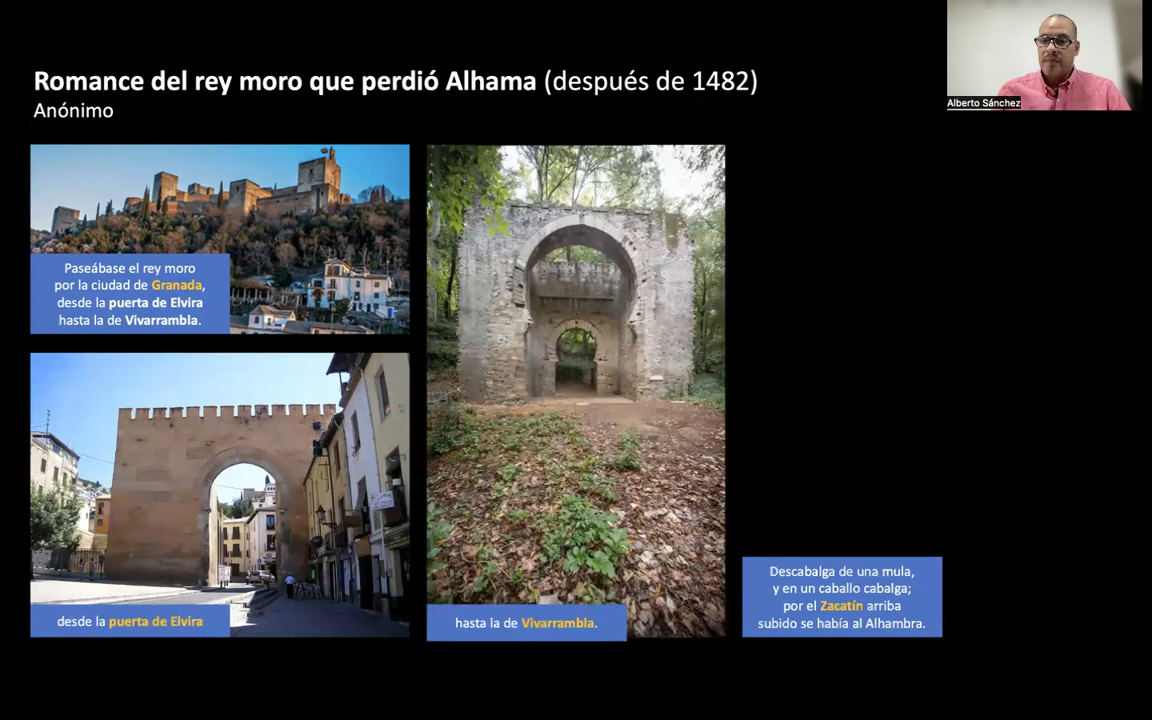 Romance del rey moro que perdió Alhama (después de 1482)
Anónimo
Alberto Sánchez
Paseábase el rey moro
por la ciudad de Granada,
desde la puerta de Elvira
hasta la de Vivarrambla.
desde la puerta de Elvira
hasta la de Vivarrambla.
Descabalga de una mula,
y en un caballo cabalga;
por el Zacatín arriba
subido se había al Alhambra.